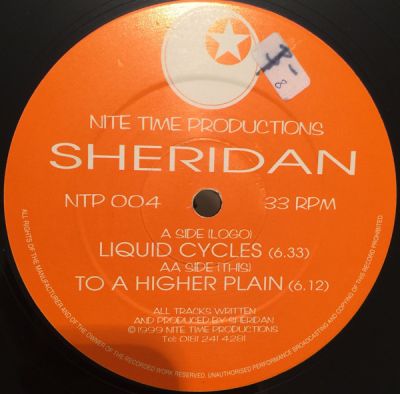 NITE TIME PRODUCTIONS
SHERIDAN
NTP 004
33 RPM
A SIDE (LOGO)
LIQUID CYCLES (6.33)
AA SIDE (THIS)
TO A HIGHER PLAIN (6.12)
ALL TRACKS WRITTEN
AND PRODUCED BY SHERIDAN
© 1999 NITE TIME PRODUCTIONS
Tel: 0181 241 4281
ALL RIGHTS OF THE MANUFACTURER AND OF THE OWNER OF THE RECORDED WORK RESERVED. UNAUTHORISED PERFORMANCE BROADCASTING AND COPYING OF THIS RECORD PROHIBITED